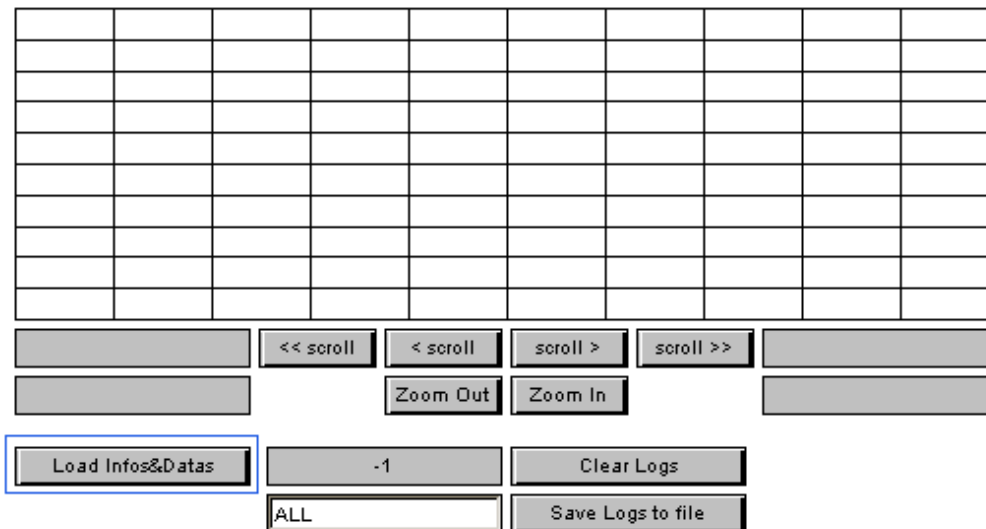 << scroll < scroll scroll > scroll >>
Zoom Out Zoom In
Load Infos&Datas -1 Clear Logs
ALL Save Logs to file